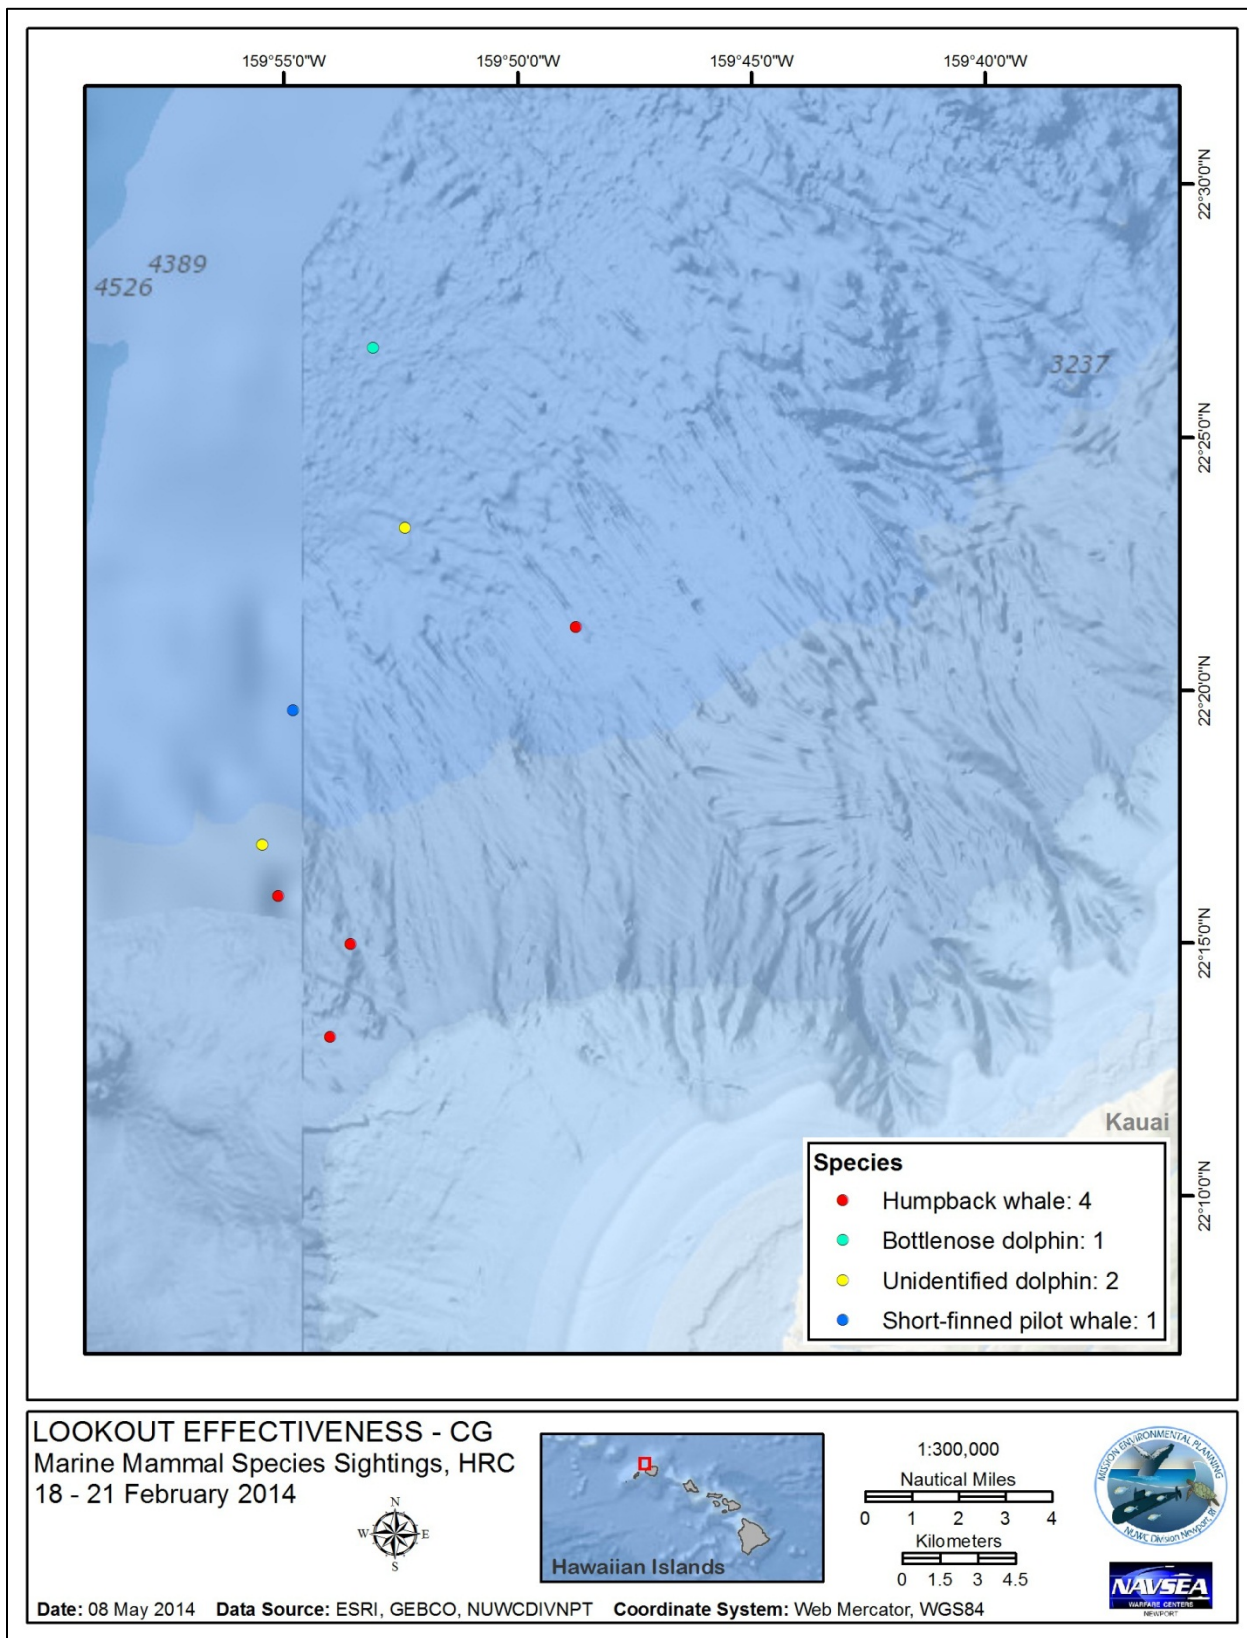 159°55'0"W 159°50'0"W 159°45'0"W 159°40'0"W
22°30'0"N
4389
4526
3237
22°25'0"N
22°20'0"N
22°15'0"N
Kauai
22°10'0"N
Species
Humpback whale: 4
Bottlenose dolphin: 1
Unidentified dolphin: 2
Short-finned pilot whale: 1
LOOKOUT EFFECTIVENESS - CG
Marine Mammal Species Sightings, HRC
18 - 21 February 2014
N
W E
S
Hawaiian Islands
1:300,000
Nautical Miles
0 1 2 3 4
Kilometers
0 1.5 3 4.5
MISSION ENVIRONMENTAL PLANNING
NUWC Division Newport, RI
NAVSEA
WARFARE CENTERS
NEWPORT
Date: 08 May 2014 Data Source: ESRI, GEBCO, NUWCDIVNPT Coordinate System: Web Mercator, WGS84